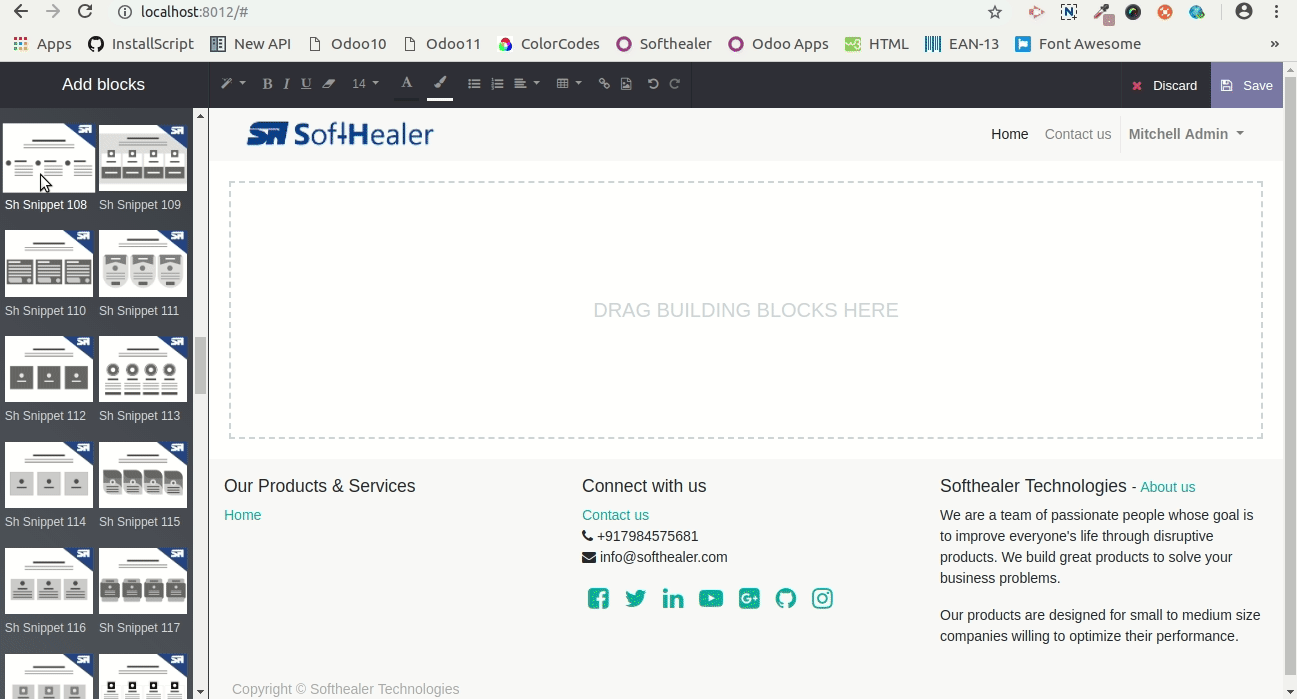 localhost:8012/#
Apps InstallScript New API Odoo10 Odoo11 ColorCodes Softhealer Odoo Apps HTML EAN-13 Font Awesome »
Add blocks B I U 14 A Discard Save
SoftHealer Home Contact us Mitchell Admin
Sh Snippet 108 Sh Snippet 109
Sh Snippet 110 Sh Snippet 111
Sh Snippet 112 Sh Snippet 113
Sh Snippet 114 Sh Snippet 115
Sh Snippet 116 Sh Snippet 117
DRAG BUILDING BLOCKS HERE
Our Products & Services
Home
Connect with us
Contact us
+917984575681
info@softhealer.com
Softhealer Technologies - About us
We are a team of passionate people whose goal is
to improve everyone's life through disruptive
products. We build great products to solve your
business problems.
Our products are designed for small to medium size
companies willing to optimize their performance.
Copyright © Softhealer Technologies